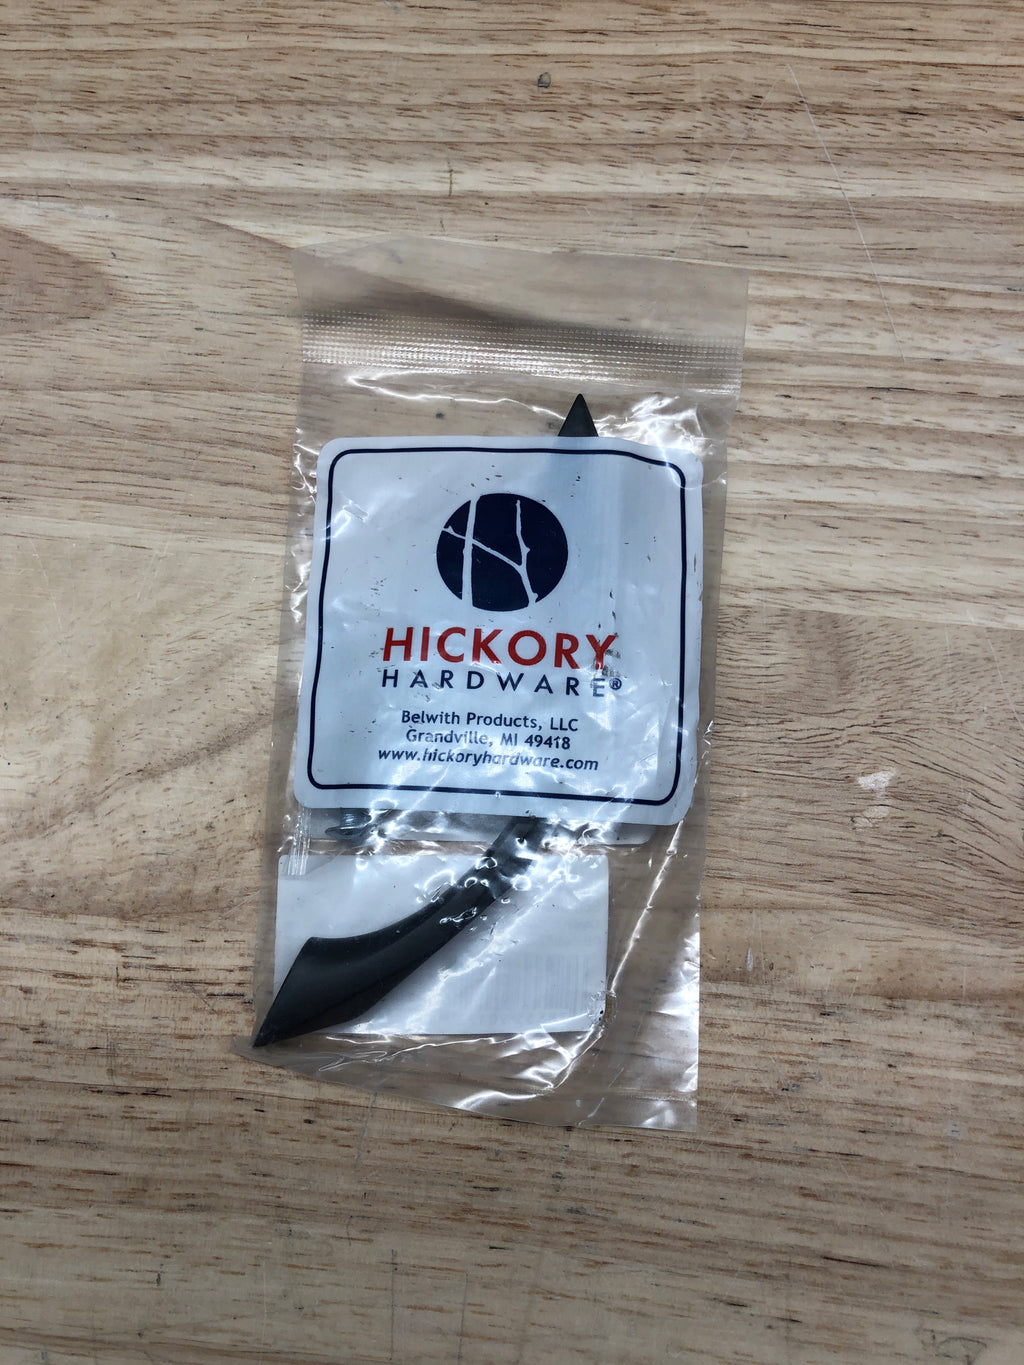 HICKORY
HARDWARE®
Belwith Products, LLC
Grandville, MI 49418
www.hickoryhardware.com